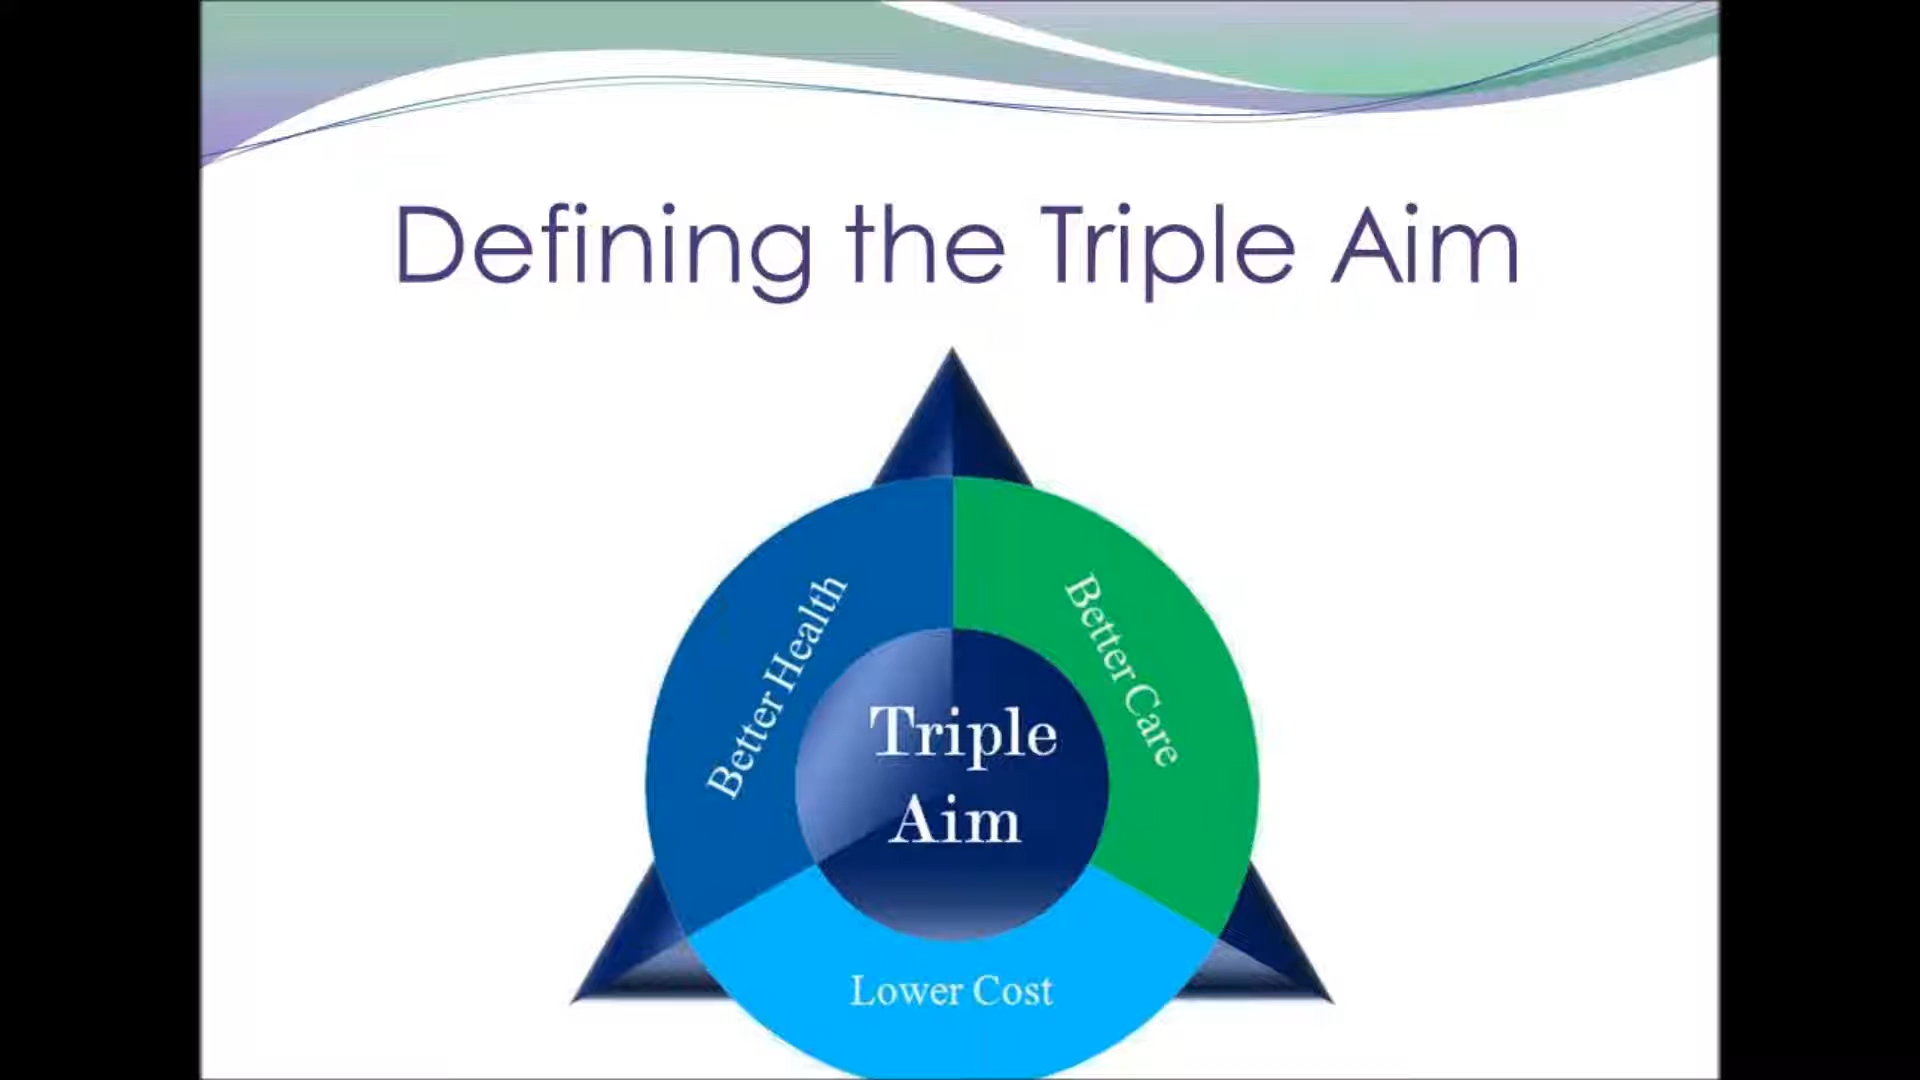 Defining the Triple Aim
Better Health
Better Care
Triple
Aim
Lower Cost